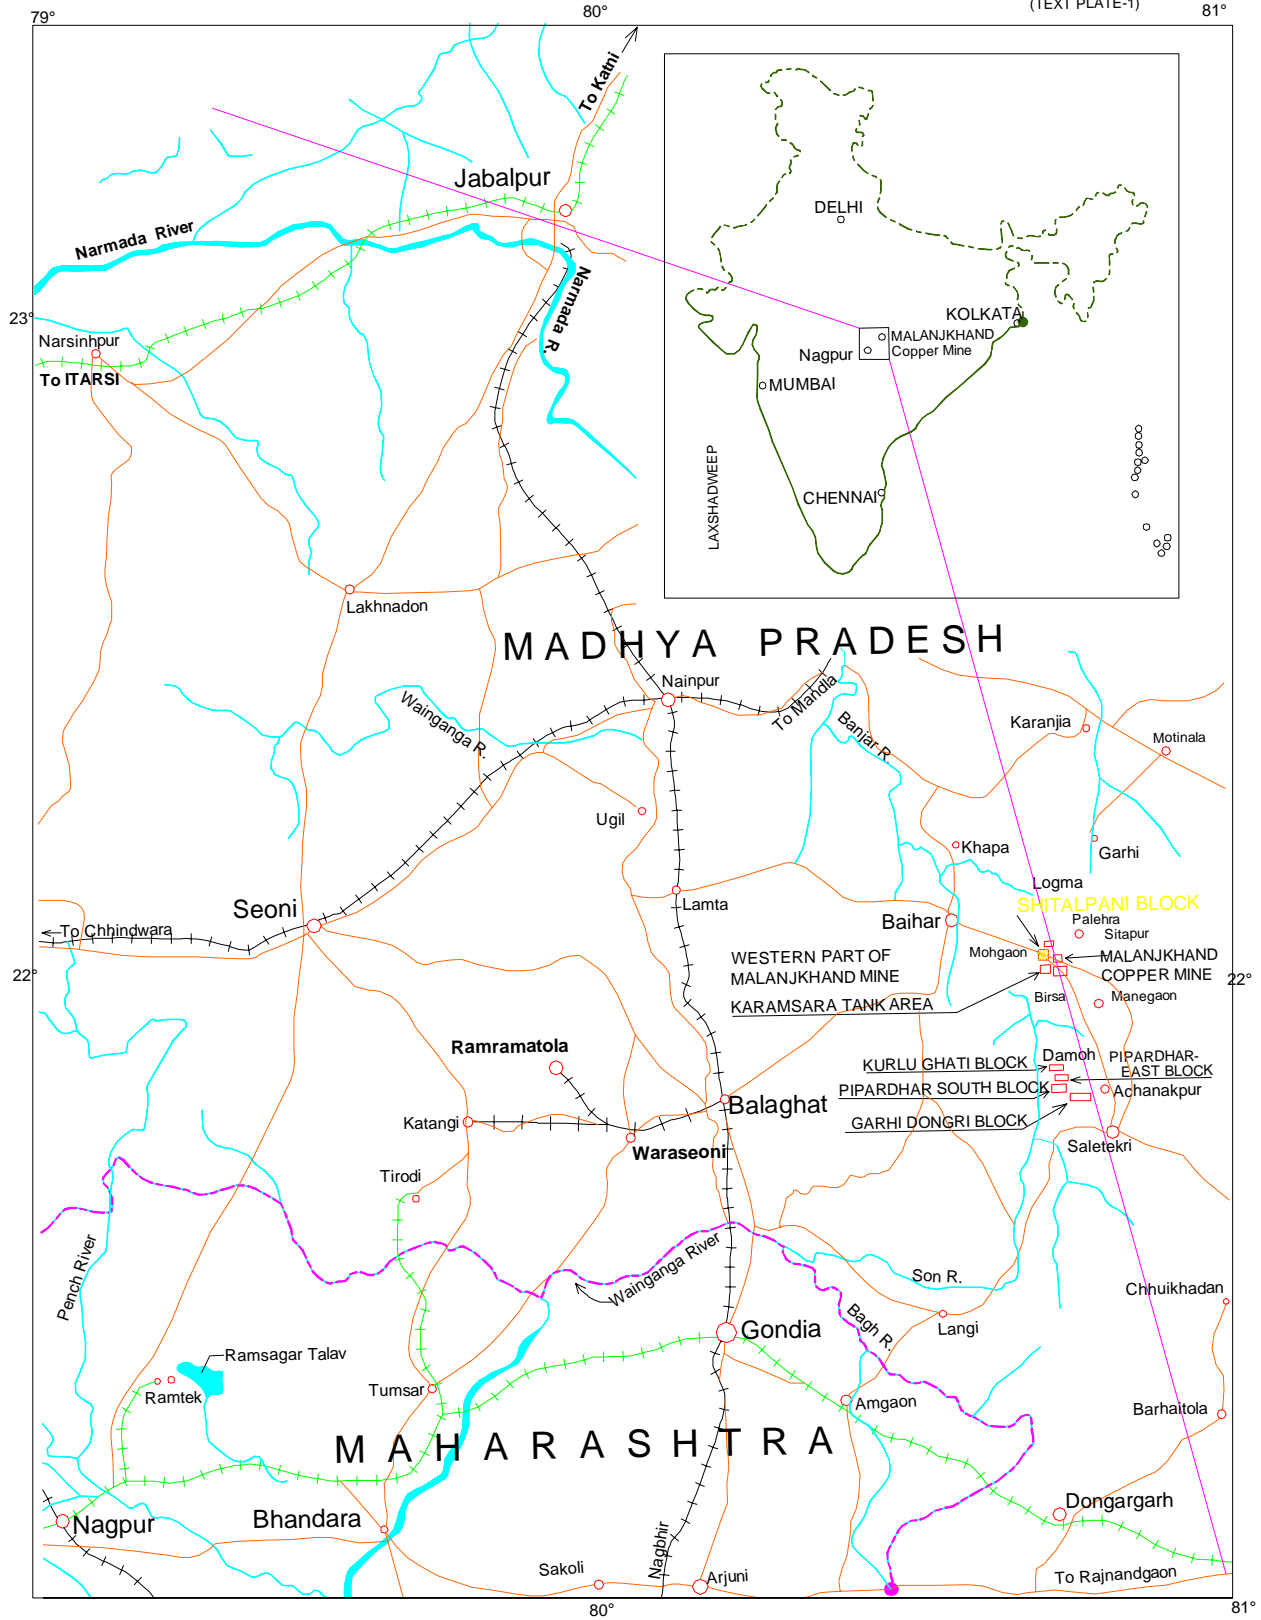 (TEXT PLATE-1)
79°
80°
81°
To Katni
Jabalpur
Narmada River
Narmada R.
23°
Narsinhpur
To ITARSI
DELHI
KOLKATA
MALANJKHAND
Nagpur
Copper Mine
MUMBAI
CHENNAI
LAXSHADWEEP
Lakhnadon
MADHYA PRADESH
Nainpur
To Mandla
Wainganga R.
Banjar R.
Karanjia
Motinala
Ugil
Khapa
Garhi
Logma
Lamta
SHITALPANI BLOCK
Seoni
Baihar
Palehra
Sitapur
To Chhindwara
Mohgaon
WESTERN PART OF
MALANJKHAND MINE
MALANJKHAND
COPPER MINE
22°
22°
KARAMSARA TANK AREA
Birsa
Manegaon
Ramramatola
Damoh
KURLU GHATI BLOCK
PIPARDHAR-
EAST BLOCK
PIPARDHAR SOUTH BLOCK
Achanakpur
Balaghat
Katangi
GARHI DONGRI BLOCK
Waraseoni
Saletekri
Tirodi
Pench River
Wainganga River
Son R.
Chhuikhadan
Bagh R.
Langi
Gondia
Ramsagar Talav
Ramtek
Tumsar
Amgaon
Barhaitola
MAHARASHTRA
Dongargarh
Nagpur
Bhandara
Nagbhir
Sakoli
Arjuni
To Rajnandgaon
80°
81°